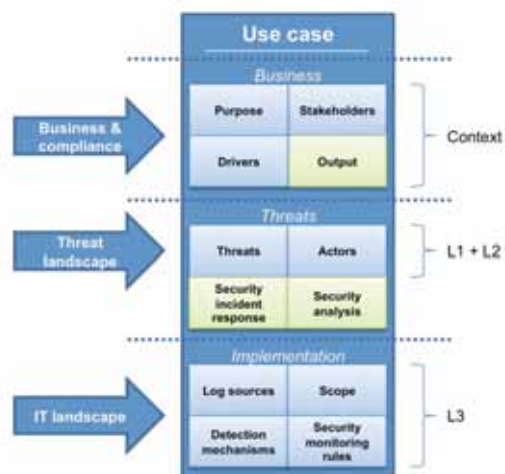 Use case
Business
Business &
compliance
Purpose
Stakeholders
Drivers
Output
Context
Threats
Threat
landscape
Threats
Actors
Security
incident
response
Security
analysis
L1 + L2
Implementation
IT landscape
Log sources
Scope
Detection
mechanisms
Security
monitoring
rules
L3